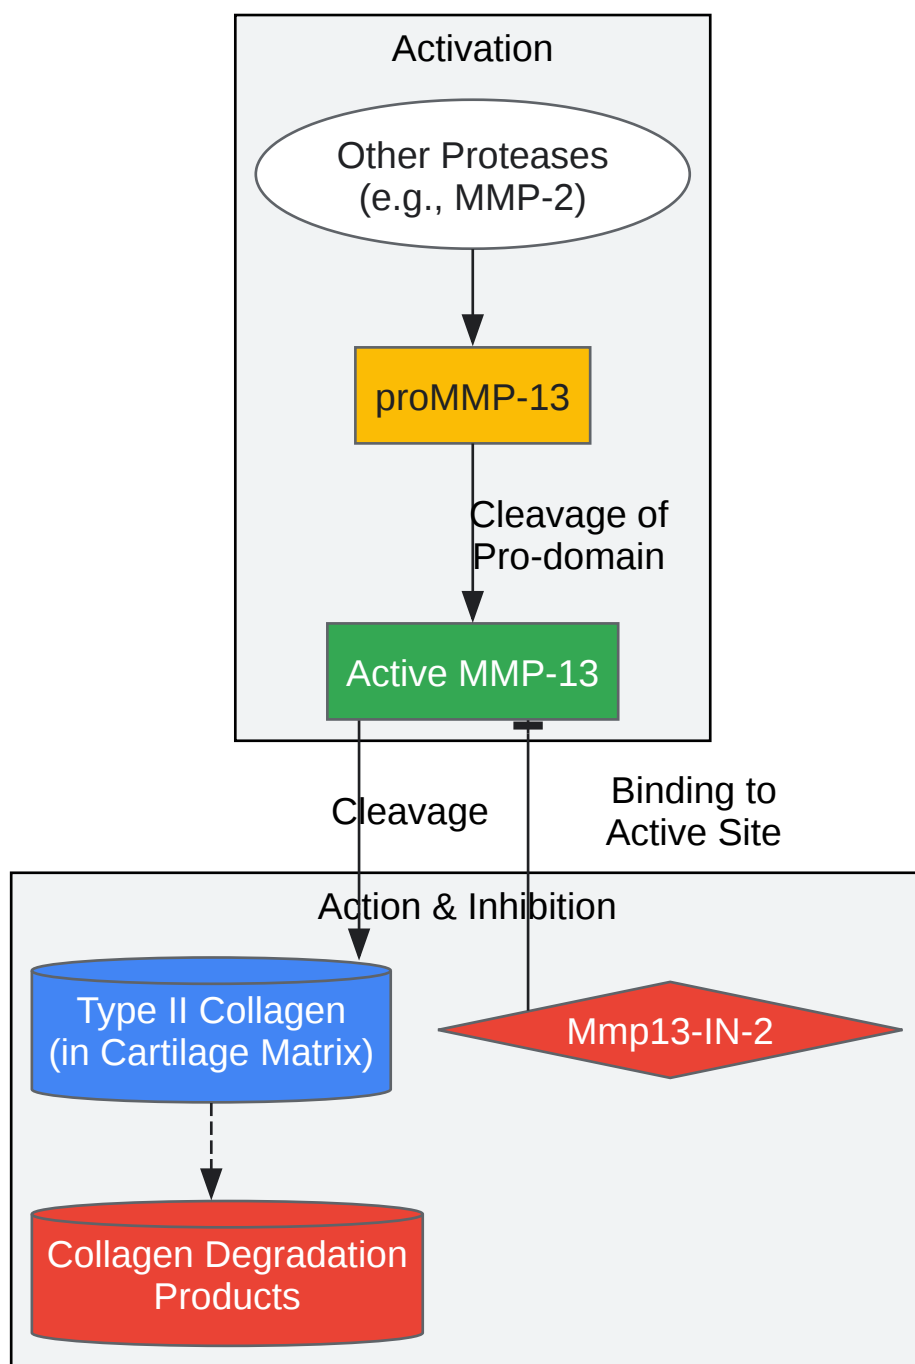 Activation
Other Proteases
(e.g., MMP-2)
proMMP-13
Cleavage of
Pro-domain
Active MMP-13
Cleavage
Binding to
Active Site
Action & Inhibition
Type II Collagen
(in Cartilage Matrix)
Mmp13-IN-2
Collagen Degradation
Products